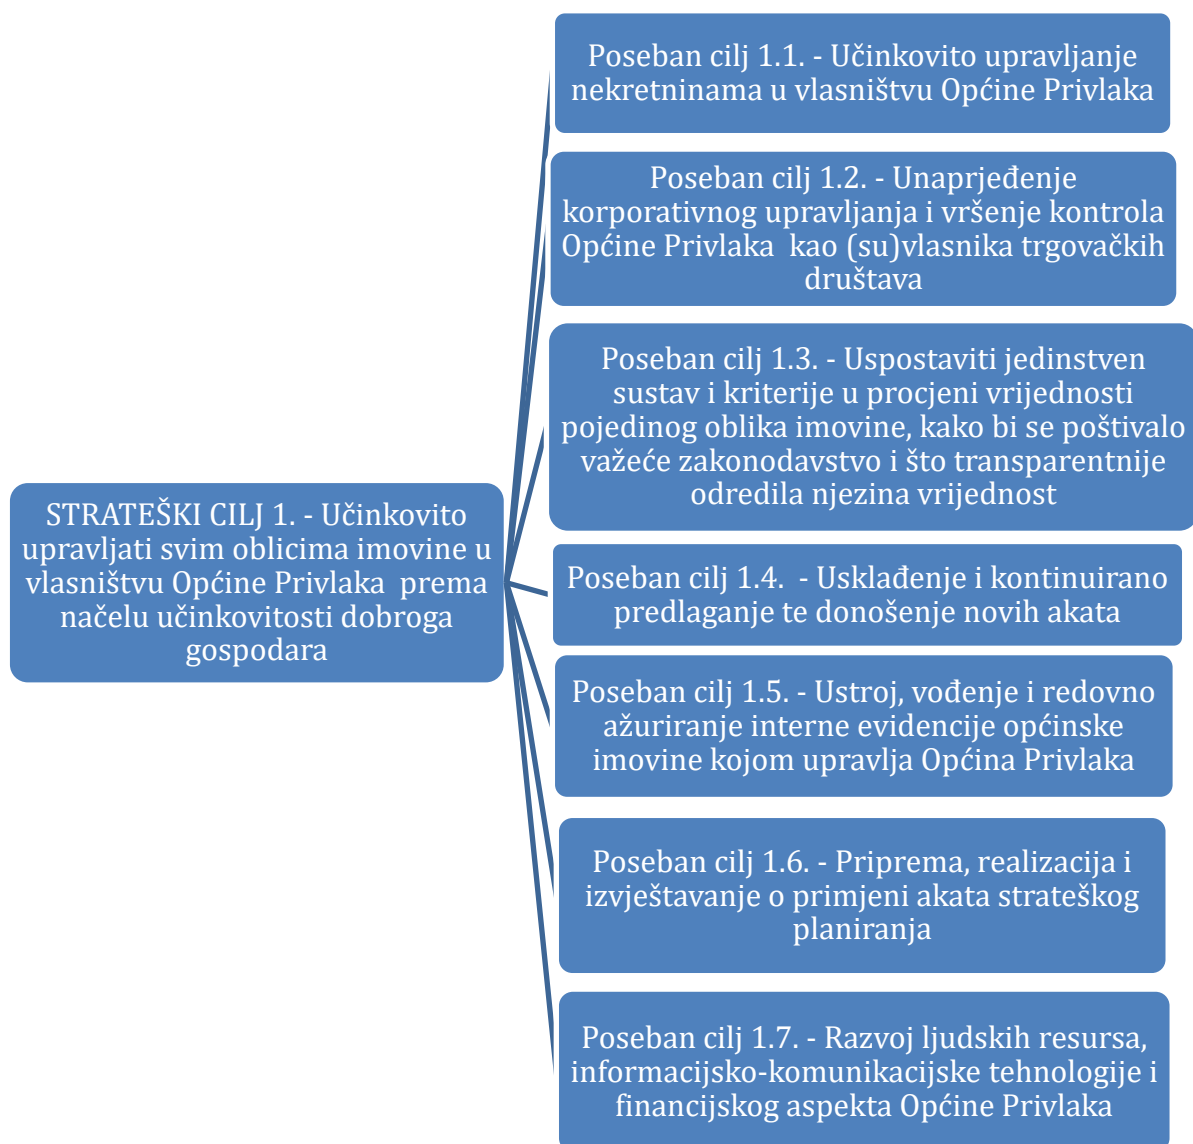 STRATEŠKI CILJ 1. - Učinkovito
upravljati svim oblicima imovine u
vlasništvu Općine Privlaka  prema
načelu učinkovitosti dobroga
gospodara
Poseban cilj 1.1. - Učinkovito upravljanje
nekretninama u vlasništvu Općine Privlaka
Poseban cilj 1.2. - Unaprjeđenje
korporativnog upravljanja i vršenje kontrola
Općine Privlaka  kao (su)vlasnika trgovačkih
društava
Poseban cilj 1.3. - Uspostaviti jedinstven
sustav i kriterije u procjeni vrijednosti
pojedinog oblika imovine, kako bi se poštivalo
važeće zakonodavstvo i što transparentnije
odredila njezina vrijednost
Poseban cilj 1.4.  - Usklađenje i kontinuirano
predlaganje te donošenje novih akata
Poseban cilj 1.5. - Ustroj, vođenje i redovno
ažuriranje interne evidencije općinske
imovine kojom upravlja Općina Privlaka
Poseban cilj 1.6. - Priprema, realizacija i
izvještavanje o primjeni akata strateškog
planiranja
Poseban cilj 1.7. - Razvoj ljudskih resursa,
informacijsko-komunikacijske tehnologije i
financijskog aspekta Općine Privlaka